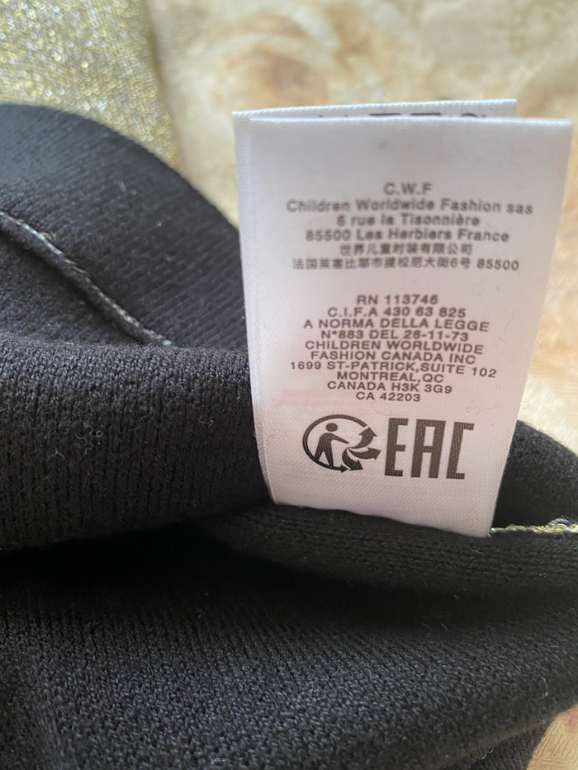 C.W.F
Children Worldwide Fashion sas
6 rue la Tisonnière
85500 Les Herbiers France
世界儿童时装有限公司
法国莱塞比耶市提松尼大街6号 85500
RN 113746
C.I.F.A 430 63 825
A NORMA DELLA LEGGE
N°883 DEL 26-11-73
CHILDREN WORLDWIDE
FASHION CANADA INC
1699 ST-PATRICK,SUITE 102
MONTREAL,QC
CANADA H3K 3G9
CA 42203
EAC